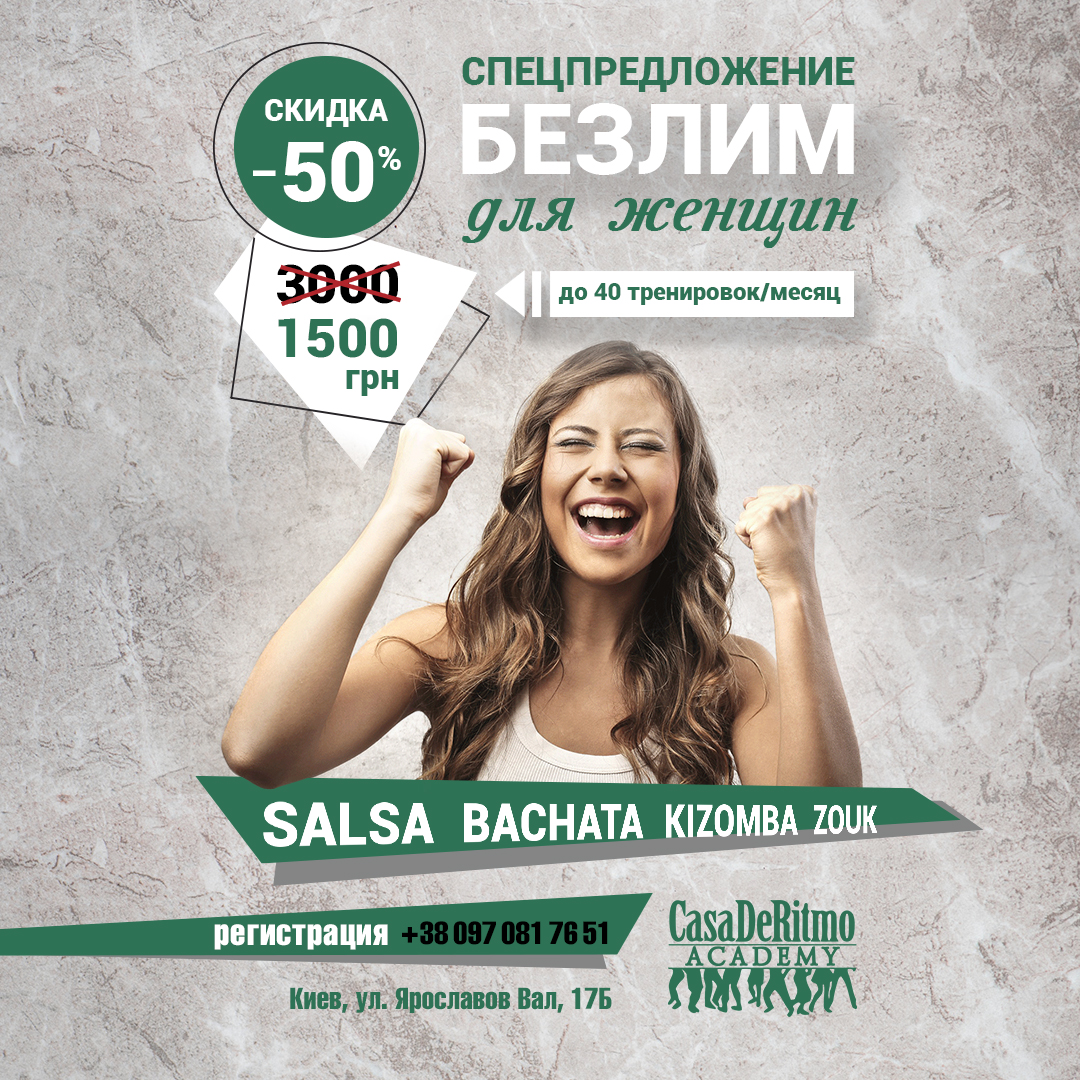 СКИДКА
-50%
СПЕЦПРЕДЛОЖЕНИЕ
БЕЗЛИМ
для женщин
3000
1500
грн
до 40 тренировок/месяц
SALSA BACHATA KIZOMBA ZOUK
регистрация +38 097 081 76 51
Киев, ул. Ярославов Вал, 17Б
CasaDeRitmo
ACADEMY